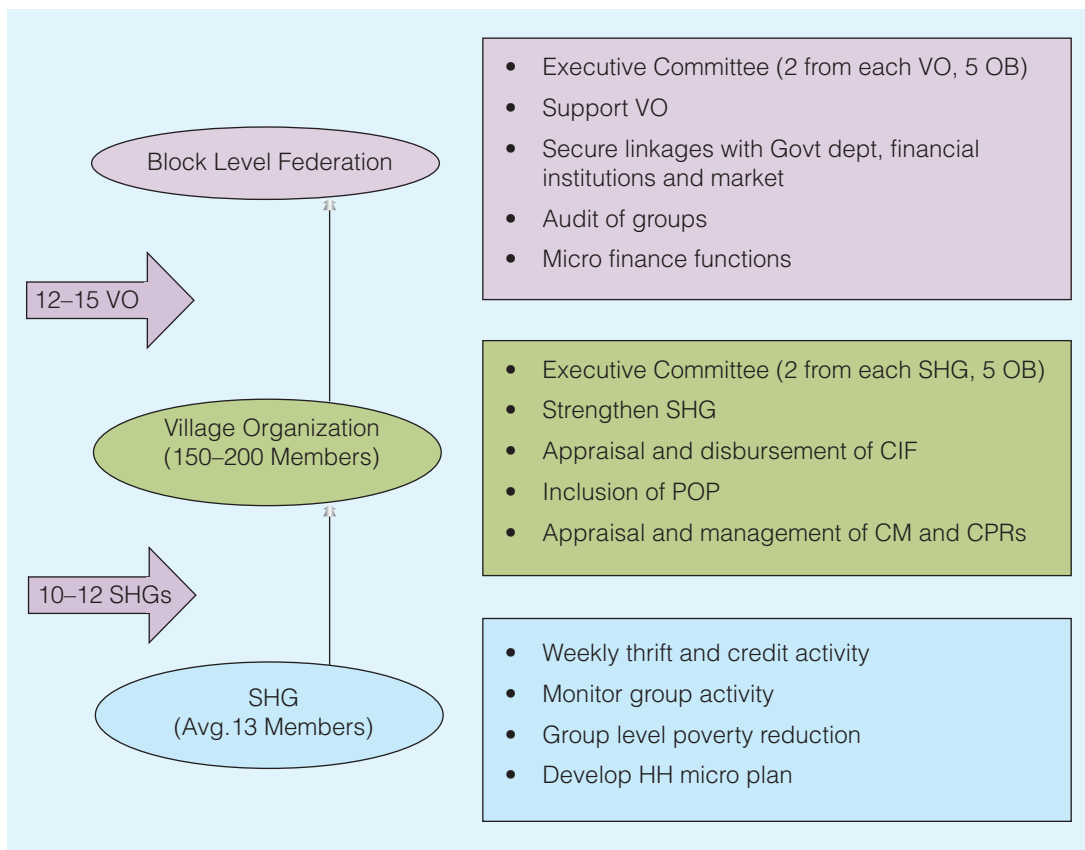 Block Level Federation
• Executive Committee (2 from each VO, 5 OB)
• Support VO
• Secure linkages with Govt dept, financial
institutions and market
• Audit of groups
• Micro finance functions
12–15 VO
Village Organization
(150–200 Members)
• Executive Committee (2 from each SHG, 5 OB)
• Strengthen SHG
• Appraisal and disbursement of CIF
• Inclusion of POP
• Appraisal and management of CM and CPRs
10–12 SHGs
SHG
(Avg.13 Members)
• Weekly thrift and credit activity
• Monitor group activity
• Group level poverty reduction
• Develop HH micro plan